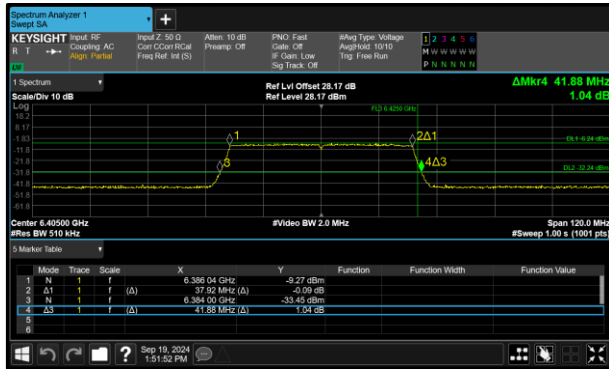 Spectrum Analyzer 1
Swept SA
+
KEYSIGHT Input: RF Input Z: 50 Ω Atten: 10 dB PNO: Fast #Avg Type: Voltage 1 2 3 4 5 6
R T Coupling: AC Corr CCorr RCal Preamp: Off Gate: Off Avg|Hold: 10/10 M W W W W W
Align: Partial Freq Ref: Int (S) IF Gain: Low Trig: Free Run P N N N N N
Sig Track: Off
1 Spectrum
Scale/Div 10 dB
Ref Lvl Offset 28.17 dB
Ref Level 28.17 dBm
ΔMkr4 41.88 MHz
1.04 dB
Log
18.2
8.17
-1.83
-11.8
-21.8
-31.8
-41.8
-51.8
-61.8
1
2Δ1
3
4Δ3
DL1 -6.24 dBm
DL2 -32.24 dBm
Center 6.40500 GHz #Video BW 2.0 MHz Span 120.0 MHz
#Res BW 510 kHz #Sweep 1.00 s (1001 pts)
5 Marker Table
Mode Trace Scale X Y Function Function Width Function Value
1 N 1 f 6.386 04 GHz -9.27 dBm
2 Δ1 1 f (Δ) 37.92 MHz (Δ) -0.09 dB
3 N 1 f 6.384 00 GHz -33.45 dBm
4 Δ3 1 f (Δ) 41.88 MHz (Δ) 1.04 dB
5
6
?
Sep 19, 2024
1:51:52 PM